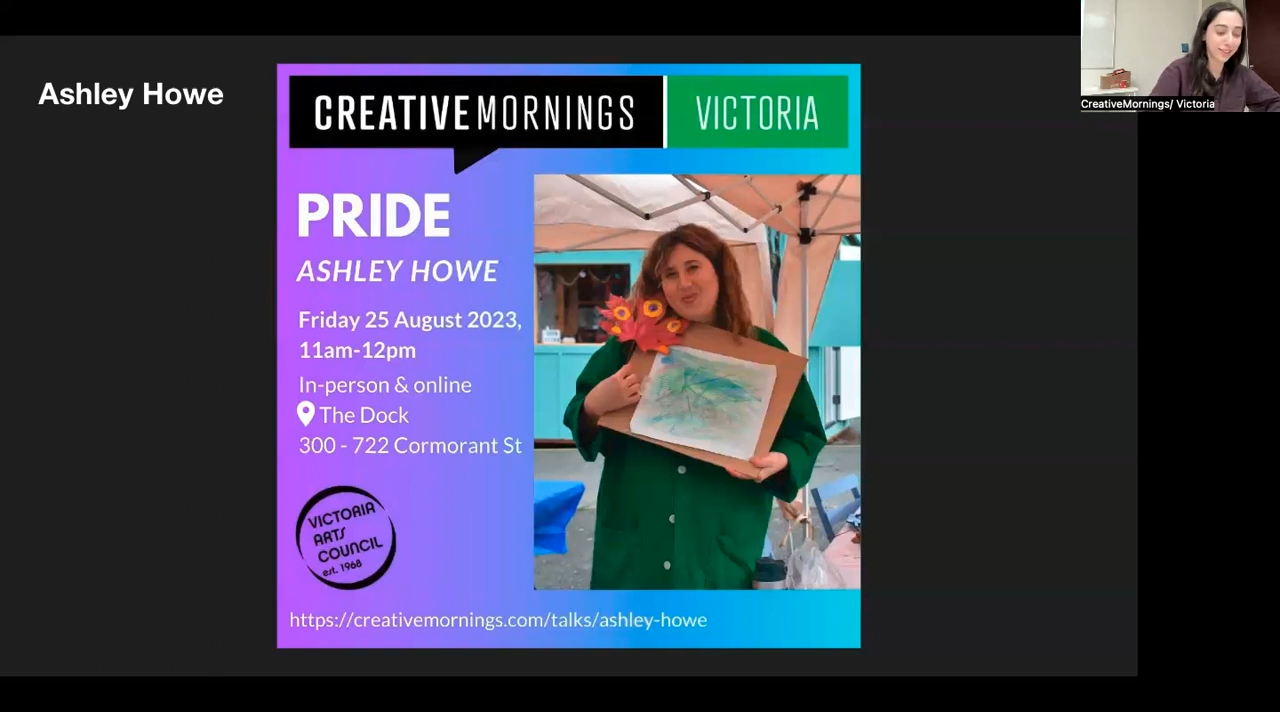 Ashley Howe
CREATIVEMORNINGS VICTORIA
PRIDE
ASHLEY HOWE
Friday 25 August 2023,
11am-12pm
In-person & online
The Dock
300 - 722 Cormorant St
VICTORIA
ARTS
COUNCIL
est. 1968
https://creativemornings.com/talks/ashley-howe
CreativeMornings/ Victoria